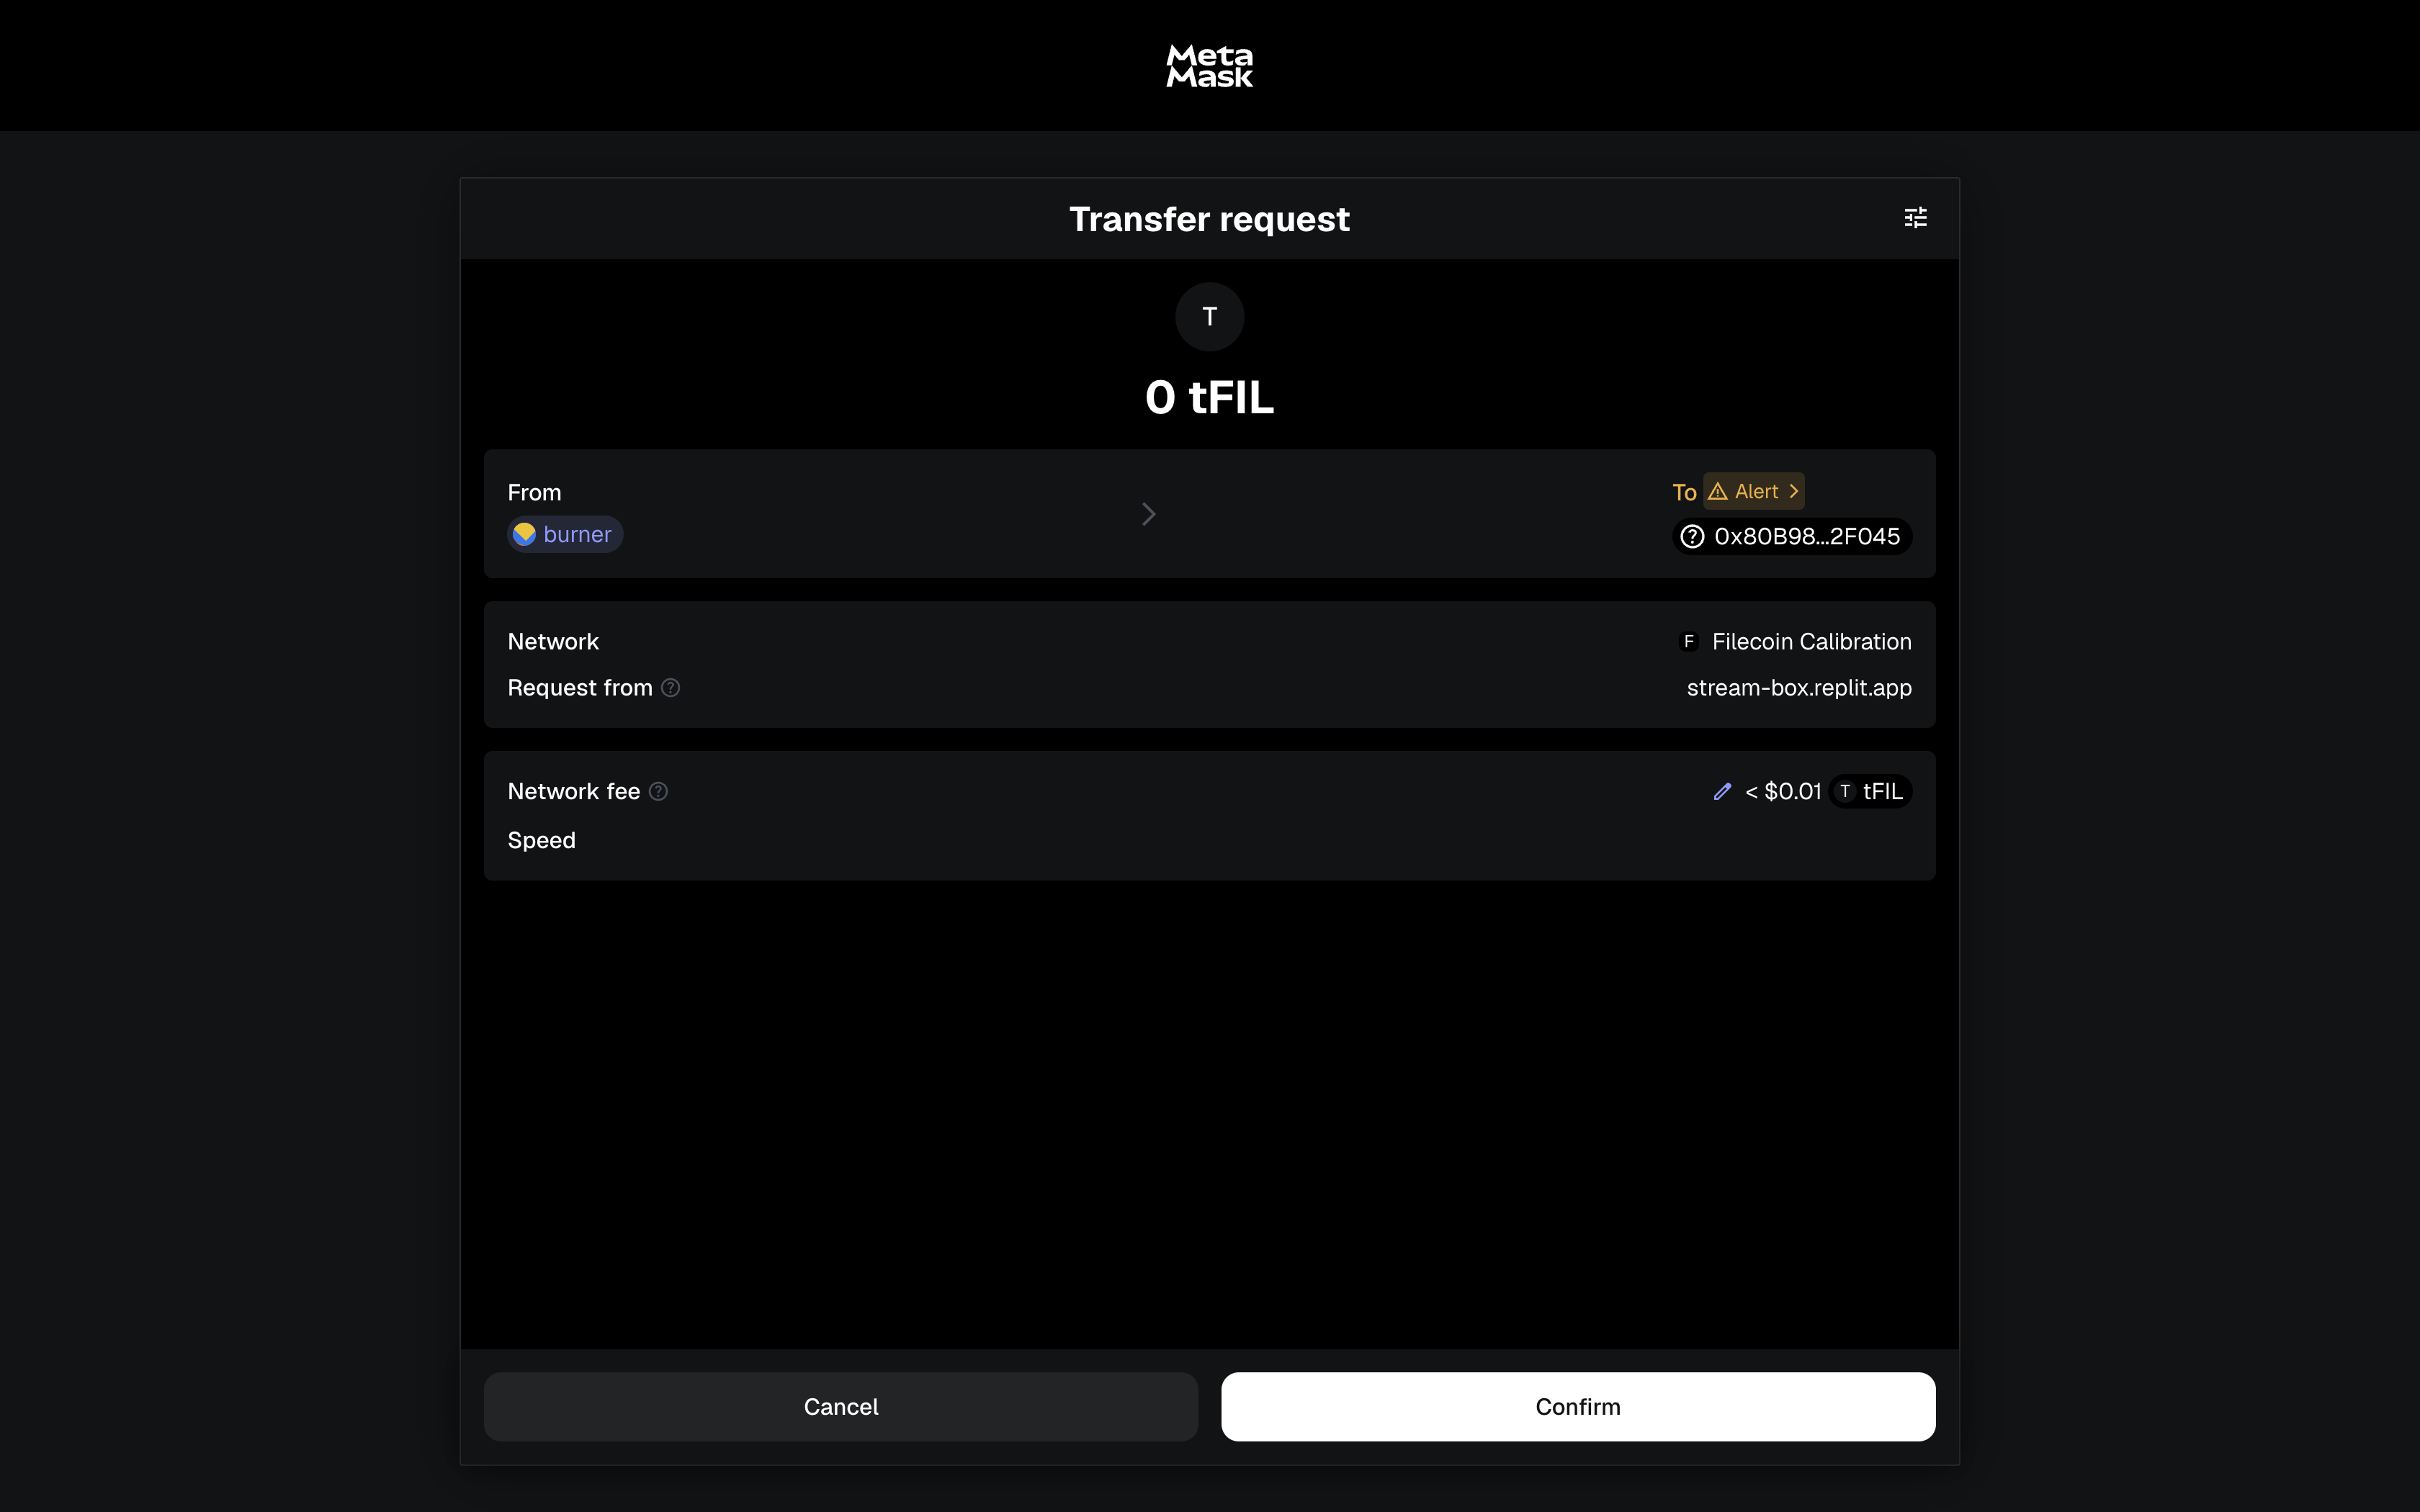 Meta
Mask
Transfer request
T
0 tFIL
From
To Alert
burner
0x80B98...2F045
Network
F Filecoin Calibration
Request from
stream-box.replit.app
Network fee
< $0.01 T tFIL
Speed
Cancel
Confirm